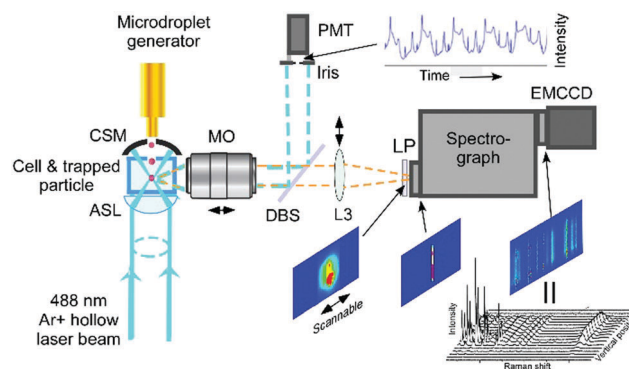 Microdroplet
generator
PMT
Iris
Time
Intensity
EMCCD
CSM
MO
LP
Spectro-
graph
Cell & trapped
particle
ASL
DBS
L3
488 nm
Ar+ hollow
laser beam
Scannable
Intensity
Raman shift